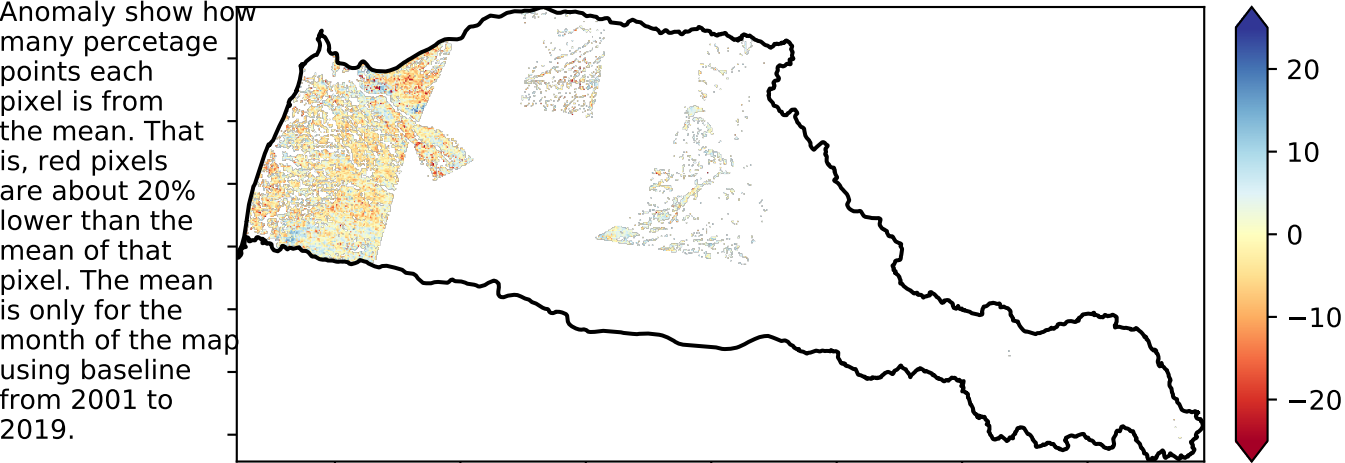 Anomaly show how
many percetage
points each
pixel is from
the mean. That
is, red pixels
are about 20%
lower than the
mean of that
pixel. The mean
is only for the
month of the map
using baseline
from 2001 to
2019.
20
10
0
−10
−20